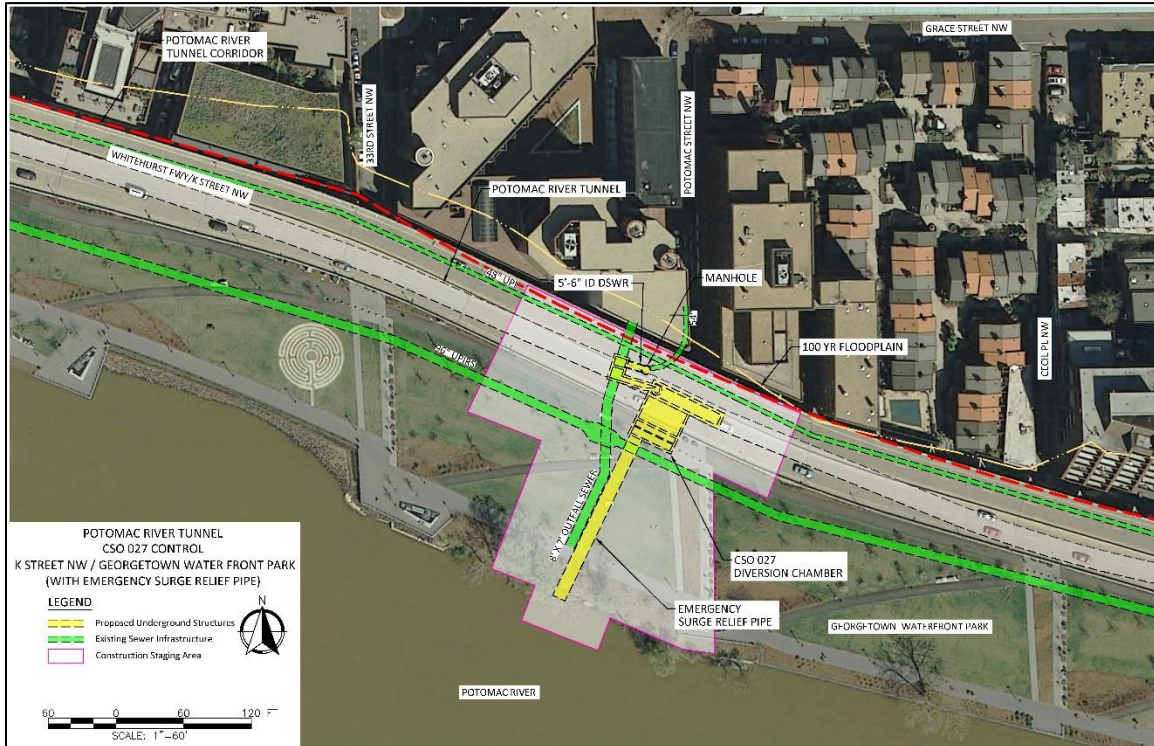 GRACE STREET NW
POTOMAC RIVER
TUNNEL CORRIDOR
33RD STREET NW
POTOMAC STREET NW
WHITEHURST FWY/K STREET NW
POTOMAC RIVER TUNNEL
48" UPI
5'-6" ID DSWR
MANHOLE
54"
100 YR FLOODPLAIN
CECIL PL NW
96" UPIRS
8' X 7' OUTFALL SEWER
CSO 027
DIVERSION CHAMBER
EMERGENCY
SURGE RELIEF PIPE
GEORGETOWN WATERFRONT PARK
POTOMAC RIVER
POTOMAC RIVER TUNNEL
CSO 027 CONTROL
K STREET NW / GEORGETOWN WATER FRONT PARK
(WITH EMERGENCY SURGE RELIEF PIPE)
LEGEND
N
Proposed Underground Structures
Existing Sewer Infrastructure
Construction Staging Area
60 0 60 120 F
SCALE: 1"=60'